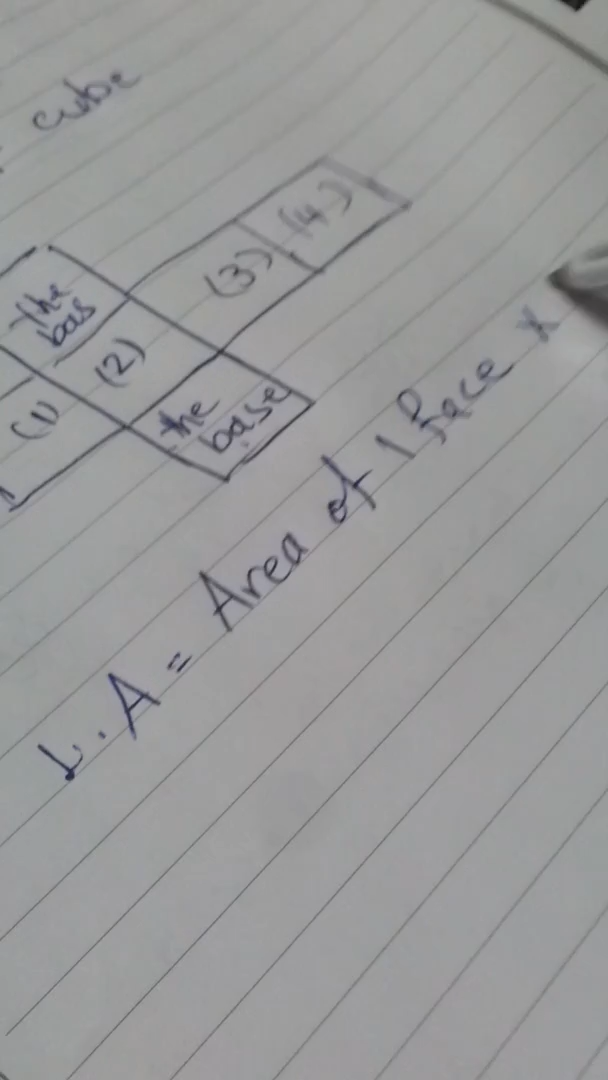 cube
the
bas
(1)
(2)
(3)
(4)
the
base
L.A = Area of 1 face x